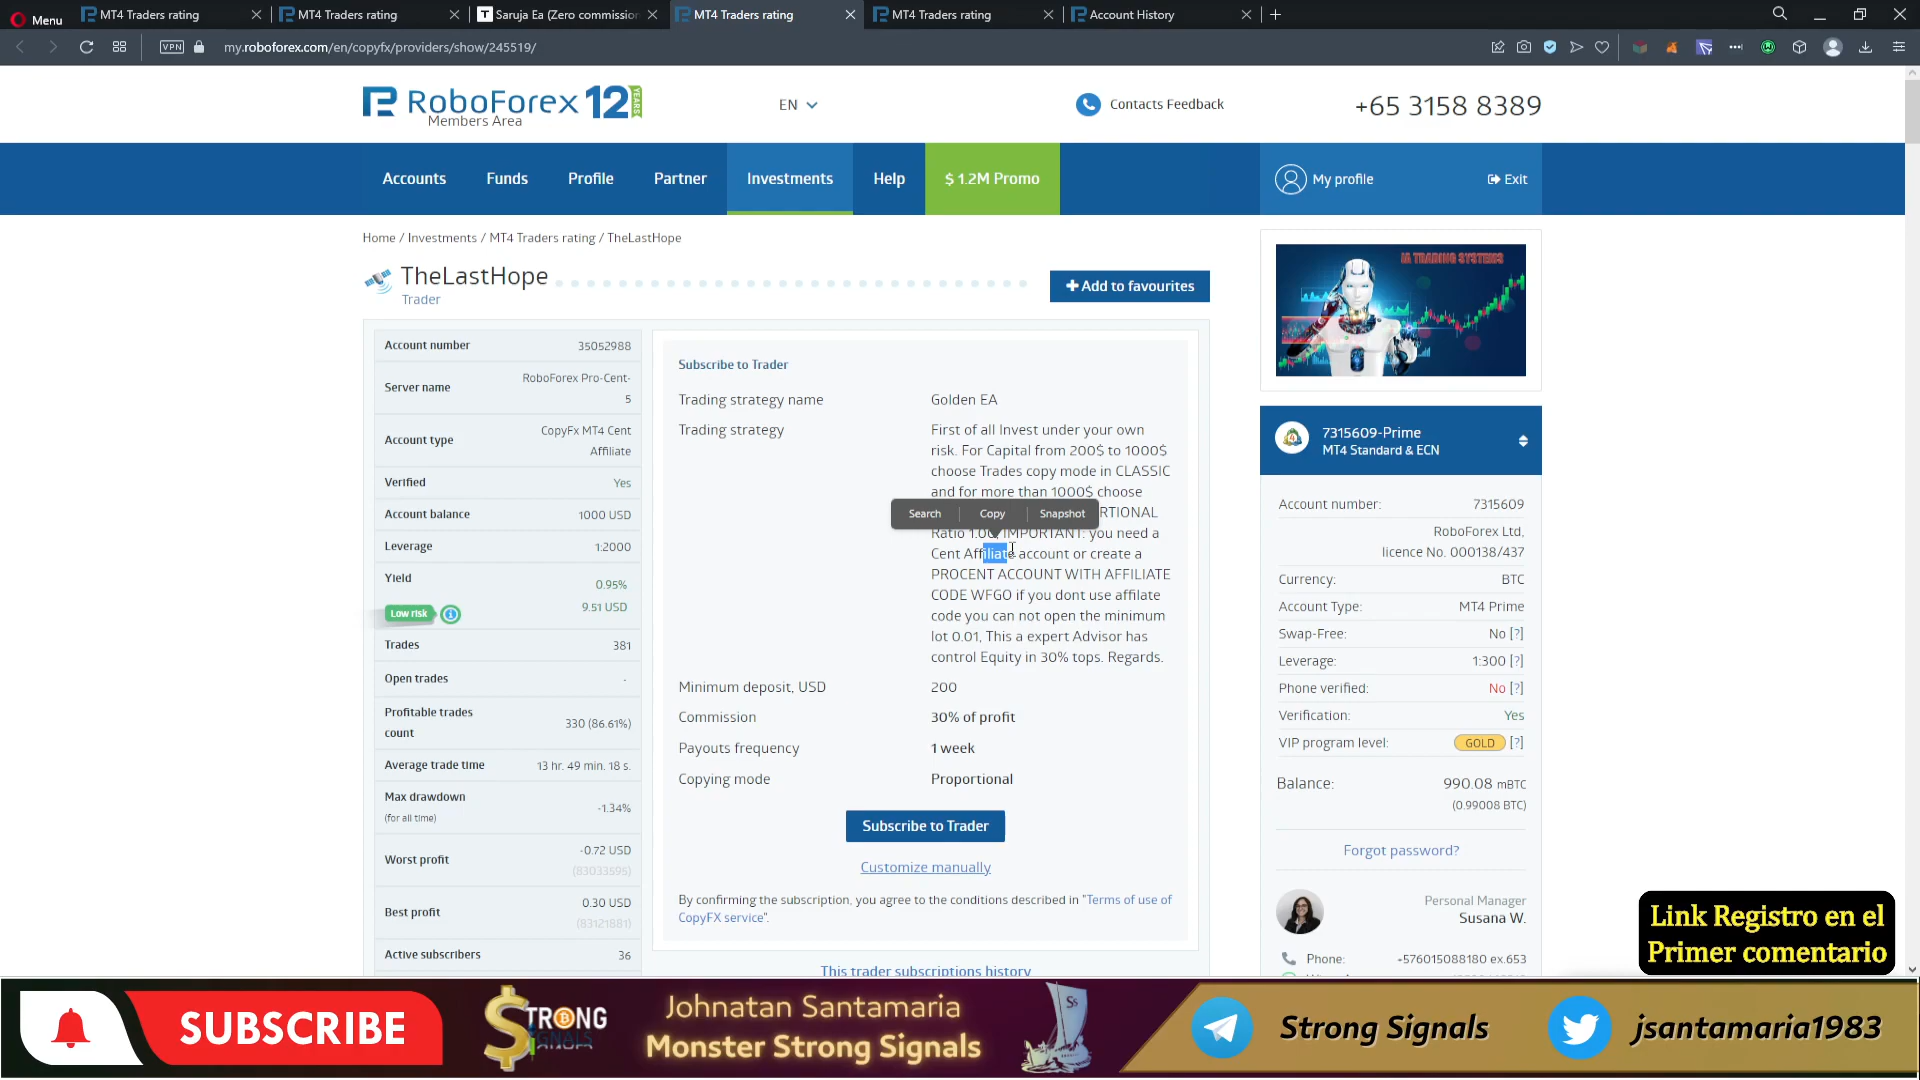 Menu
MT4 Traders rating
MT4 Traders rating
Saruja Ea (Zero commission
MT4 Traders rating
MT4 Traders rating
Account History
VPN
my.roboforex.com/en/copyfx/providers/show/245519/
RoboForex 12 YEARS
Members Area
EN
Contacts Feedback
+65 3158 8389
Accounts
Funds
Profile
Partner
Investments
Help
$ 1.2M Promo
My profile
Exit
Home / Investments / MT4 Traders rating / TheLastHope
TheLastHope
Trader
Add to favourites
Account number 35052988
Server name RoboForex Pro-Cent-
5
Account type CopyFx MT4 Cent
Affiliate
Verified Yes
Account balance 1000 USD
Leverage 1:2000
Yield 0.95%
Low risk 9.51 USD
Trades 381
Open trades -
Profitable trades
count 330 (86.61%)
Average trade time 13 hr. 49 min. 18 s.
Max drawdown
(for all time) -1.34%
Worst profit -0.72 USD
(83033595)
Best profit 0.30 USD
(83121881)
Active subscribers 36
Subscribe to Trader
Trading strategy name Golden EA
Trading strategy First of all Invest under your own
risk. For Capital from 200$ to 1000$
choose Trades copy mode in CLASSIC
and for more than 1000$ choose
Search Copy Snapshot
RTIONAL
Ratio 1.00, IMPORTANT: you need a
Cent Affiliate account or create a
PROCENT ACCOUNT WITH AFFILIATE
CODE WFGO if you dont use affilate
code you can not open the minimum
lot 0.01, This a expert Advisor has
control Equity in 30% tops. Regards.
Minimum deposit, USD 200
Commission 30% of profit
Payouts frequency 1 week
Copying mode Proportional
Subscribe to Trader
Customize manually
By confirming the subscription, you agree to the conditions described in "Terms of use of
CopyFX service".
This trader subscriptions history
IA TRADING SYSTEMS
7315609-Prime
MT4 Standard & ECN
Account number: 7315609
RoboForex Ltd,
licence No. 000138/437
Currency: BTC
Account Type: MT4 Prime
Swap-Free: No [?]
Leverage: 1:300 [?]
Phone verified: No [?]
Verification: Yes
VIP program level: GOLD [?]
Balance: 990.08 mBTC
(0.99008 BTC)
Forgot password?
Personal Manager
Susana W.
Phone: +576015088180 ex.653
Link Registro en el
Primer comentario
SUBSCRIBE
STRONG
SIGNALS
Johnatan Santamaria
Monster Strong Signals
Ss
Strong Signals
jsantamaria1983